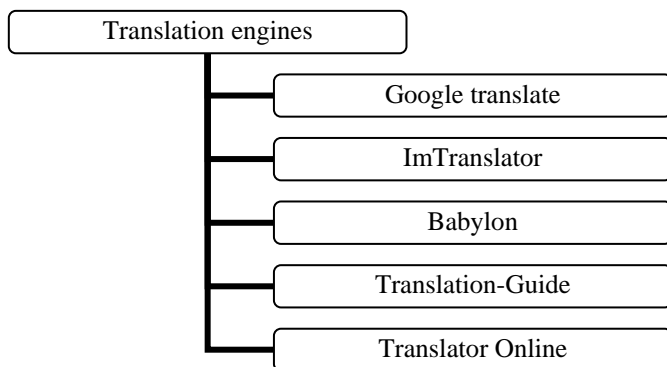 Translation engines
Google translate
ImTranslator
Babylon
Translation-Guide
Translator Online